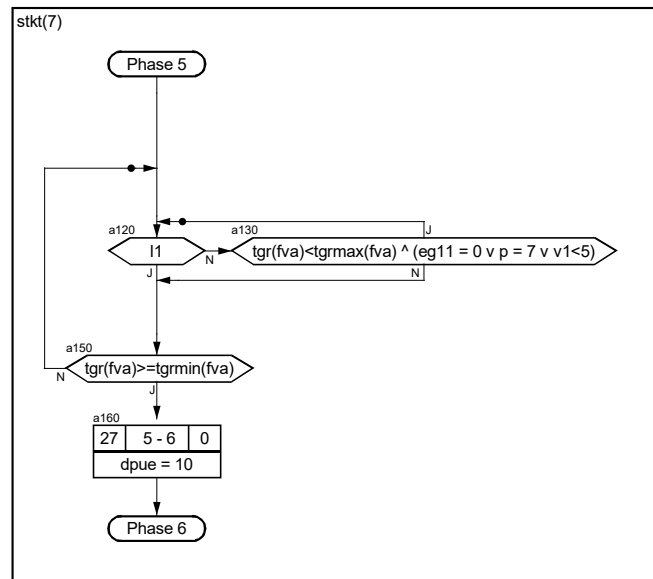 stkt(7)
Phase 5
a120
I1
J
N
a130
tgr(fva)<tgrmax(fva) ^ (eg11 = 0 v p = 7 v v1<5)
J
N
a150
tgr(fva)>=tgrmin(fva)
N
J
a160
27 5 - 6 0
dpue = 10
Phase 6